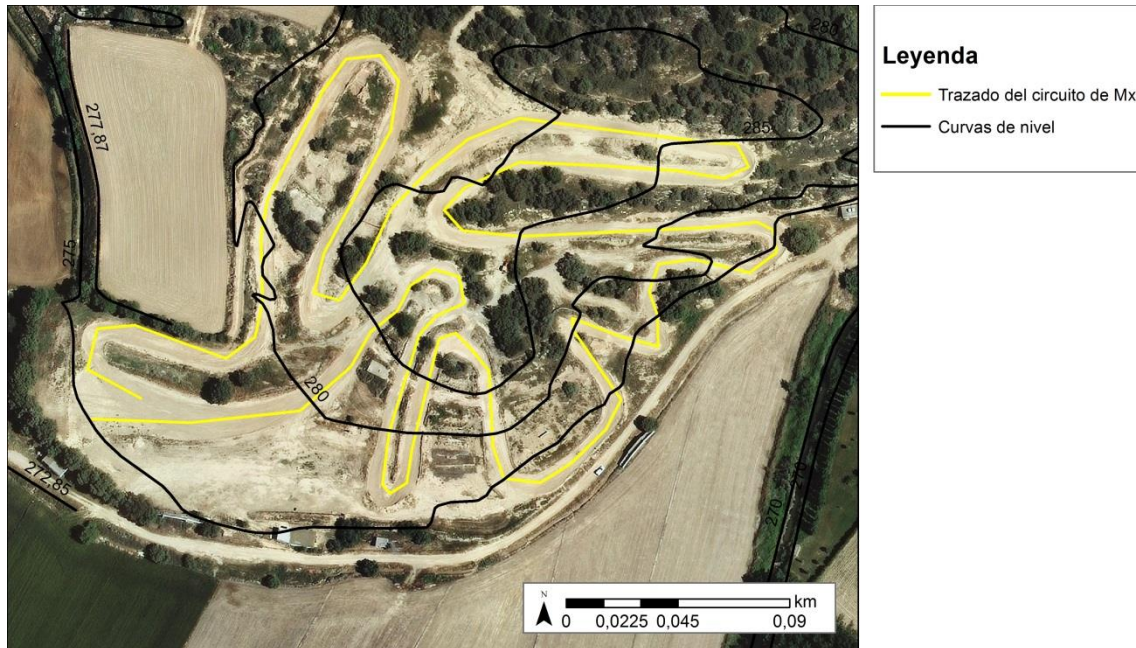 280
285
277,87
275
280
272,85
270
270
Leyenda
Trazado del circuito de Mx
Curvas de nivel
N
km
0 0,0225 0,045 0,09